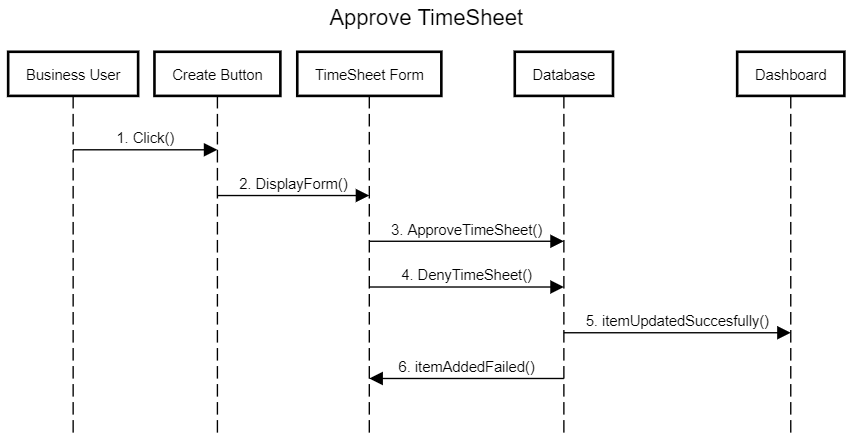 Approve TimeSheet
Business User
Create Button
TimeSheet Form
Database
Dashboard
1. Click()
2. DisplayForm()
3. ApproveTimeSheet()
4. DenyTimeSheet()
5. itemUpdatedSuccesfully()
6. itemAddedFailed()